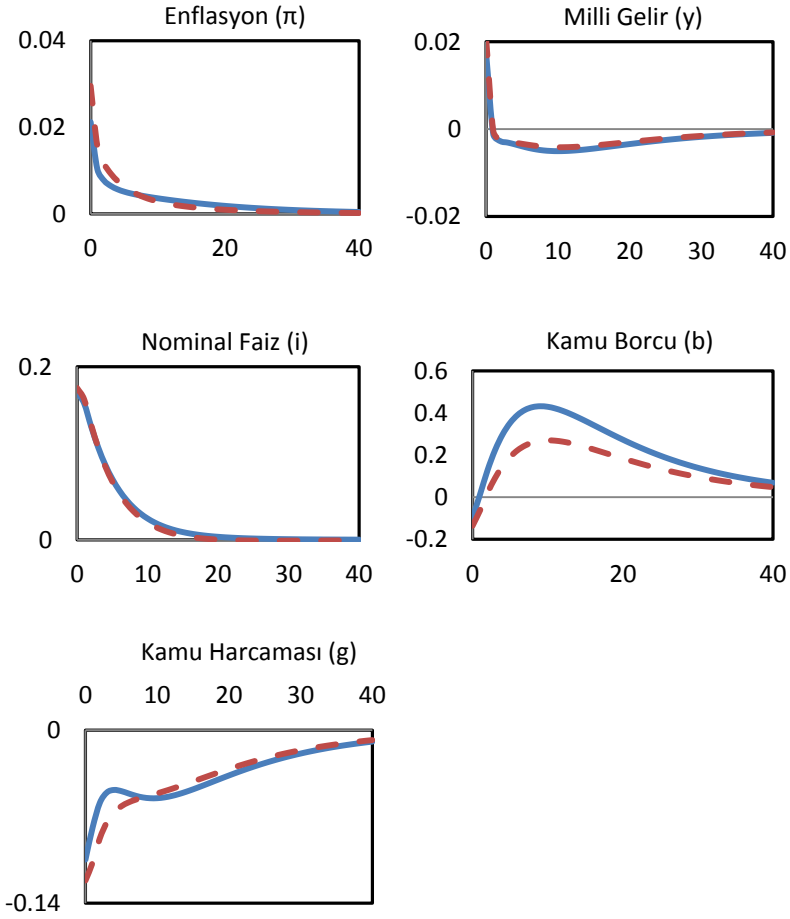 Enflasyon (π)
0.04
0.02
0
0 20 40
Milli Gelir (y)
0.02
0
-0.02
0 10 20 30 40
Nominal Faiz (i)
0.2
0
0 10 20 30 40
Kamu Borcu (b)
0.6
0.4
0.2
0
-0.2
0 20 40
Kamu Harcaması (g)
0 10 20 30 40
0
-0.14